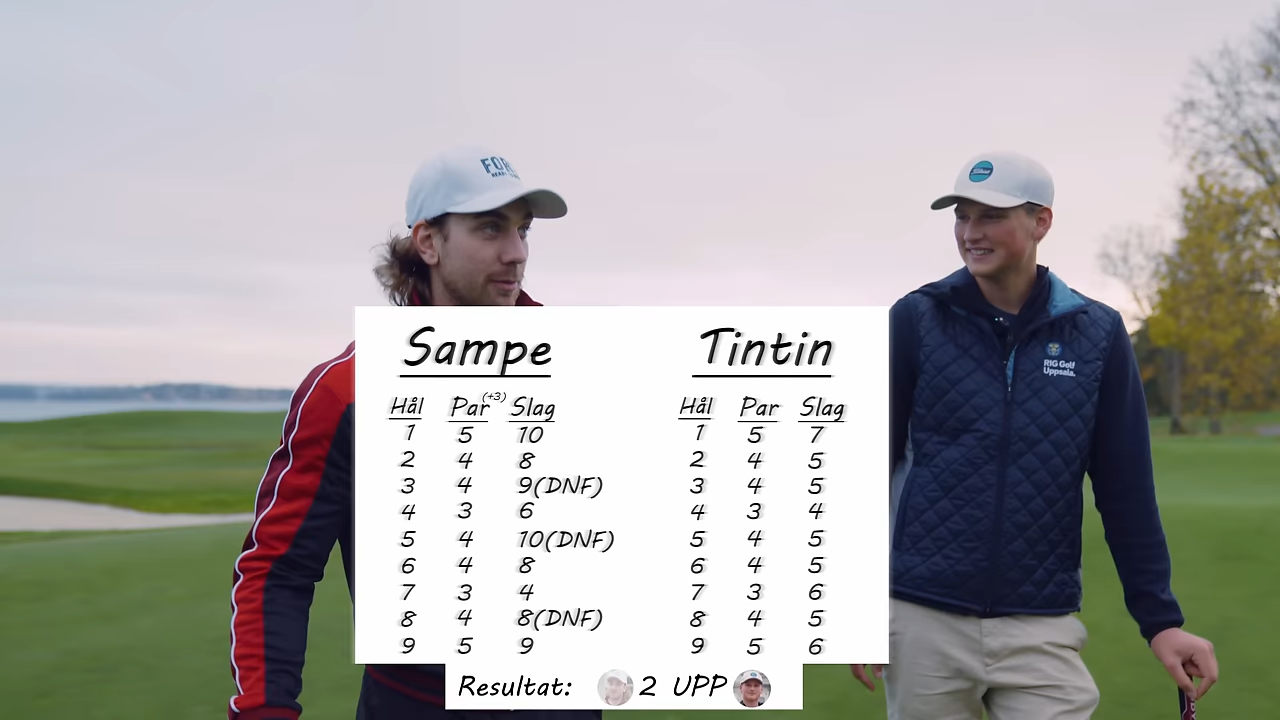 Sampe
Hål Par (+3) Slag
1 5 10
2 4 8
3 4 9(DNF)
4 3 6
5 4 10(DNF)
6 4 8
7 3 4
8 4 8(DNF)
9 5 9
Tintin
Hål Par Slag
1 5 7
2 4 5
3 4 5
4 3 4
5 4 5
6 4 5
7 3 6
8 4 5
9 5 6
Resultat: 2 UPP
Titleist
RIG Golf
Uppsala.